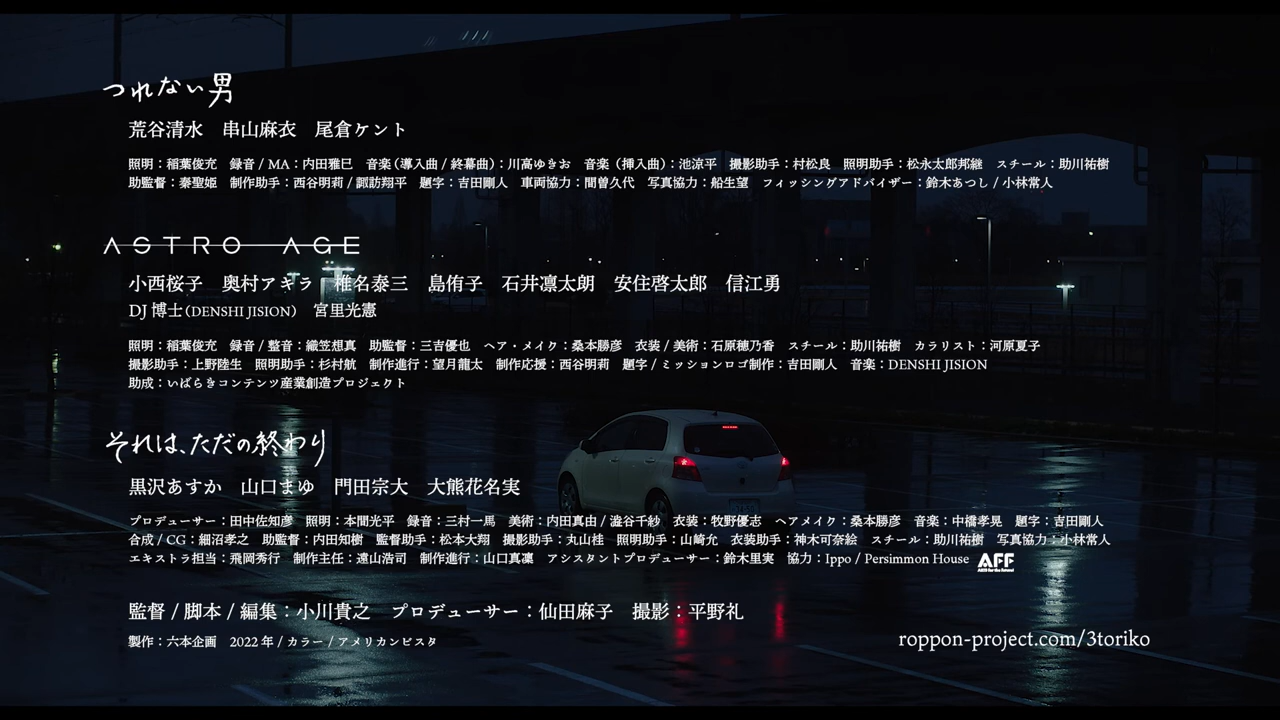 つれない男
荒谷清水　串山麻衣　尾倉ケント
照明：稲葉俊充　録音 / MA：内田雅巳　音楽（導入曲 / 終幕曲）：川高ゆきお　音楽（挿入曲）：池涼平　撮影助手：村松良　照明助手：松永太郎邦継　スチール：助川祐樹
助監督：秦聖姫　制作助手：西谷明莉 / 諏訪翔平　題字：吉田剛人　車両協力：間曽久代　写真協力：船生望　フィッシングアドバイザー：鈴木あつし / 小林常人
ASTRO AGE
小西桜子　奥村アキラ　椎名泰三　島侑子　石井凛太朗　安住啓太郎　信江勇
DJ 博士（DENSHI JISION）　宮里光憲
照明：稲葉俊充　録音 / 整音：織笠想真　助監督：三吉優也　ヘア・メイク：桑本勝彦　衣装 / 美術：石原穂乃香　スチール：助川祐樹　カラリスト：河原夏子
撮影助手：上野陸生　照明助手：杉村航　制作進行：望月龍太　制作応援：西谷明莉　題字 / ミッションロゴ制作：吉田剛人　音楽：DENSHI JISION
助成：いばらきコンテンツ産業創造プロジェクト
それは、ただの終わり
黒沢あすか　山口まゆ　門田宗大　大熊花名実
プロデューサー：田中佐知彦　照明：本間光平　録音：三村一馬　美術：内田真由 / 澁谷千紗　衣装：牧野優志　ヘアメイク：桑本勝彦　音楽：中橋孝晃　題字：吉田剛人
合成 / CG：細沼孝之　助監督：内田知樹　監督助手：松本大翔　撮影助手：丸山桂　照明助手：山﨑允　衣装助手：神木可奈絵　スチール：助川祐樹　写真協力：小林常人
エキストラ担当：飛岡秀行　制作主任：遠山浩司　制作進行：山口真凜　アシスタントプロデューサー：鈴木里実　協力：Ippo / Persimmon House　AFF
ARTS for the future!
監督 / 脚本 / 編集：小川貴之　プロデューサー：仙田麻子　撮影：平野礼
製作：六本企画　2022 年 / カラー / アメリカンビスタ
roppon-project.com/3toriko